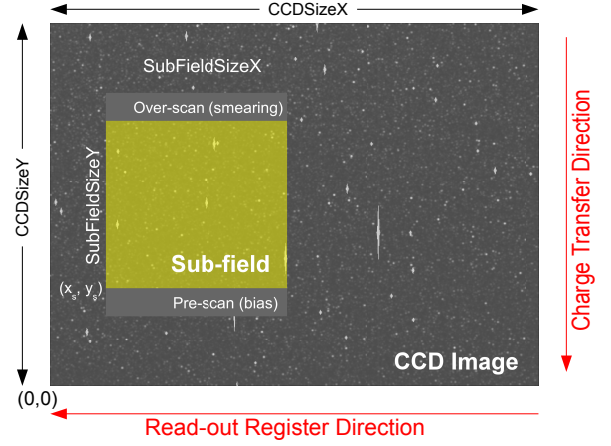 CCDSizeX
SubFieldSizeX
Over-scan (smearing)
CCDSizeY
SubFieldSizeY
Sub-field
(xs, ys)
Pre-scan (bias)
CCD Image
Charge Transfer Direction
(0,0)
Read-out Register Direction